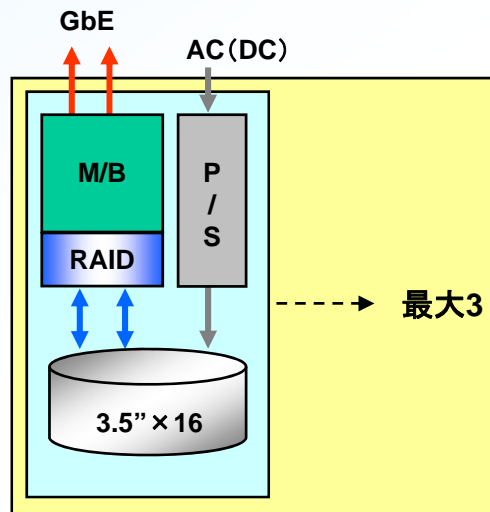 GbE
AC（DC）
M/B
P
/
S
RAID
最大3
3.5”×16